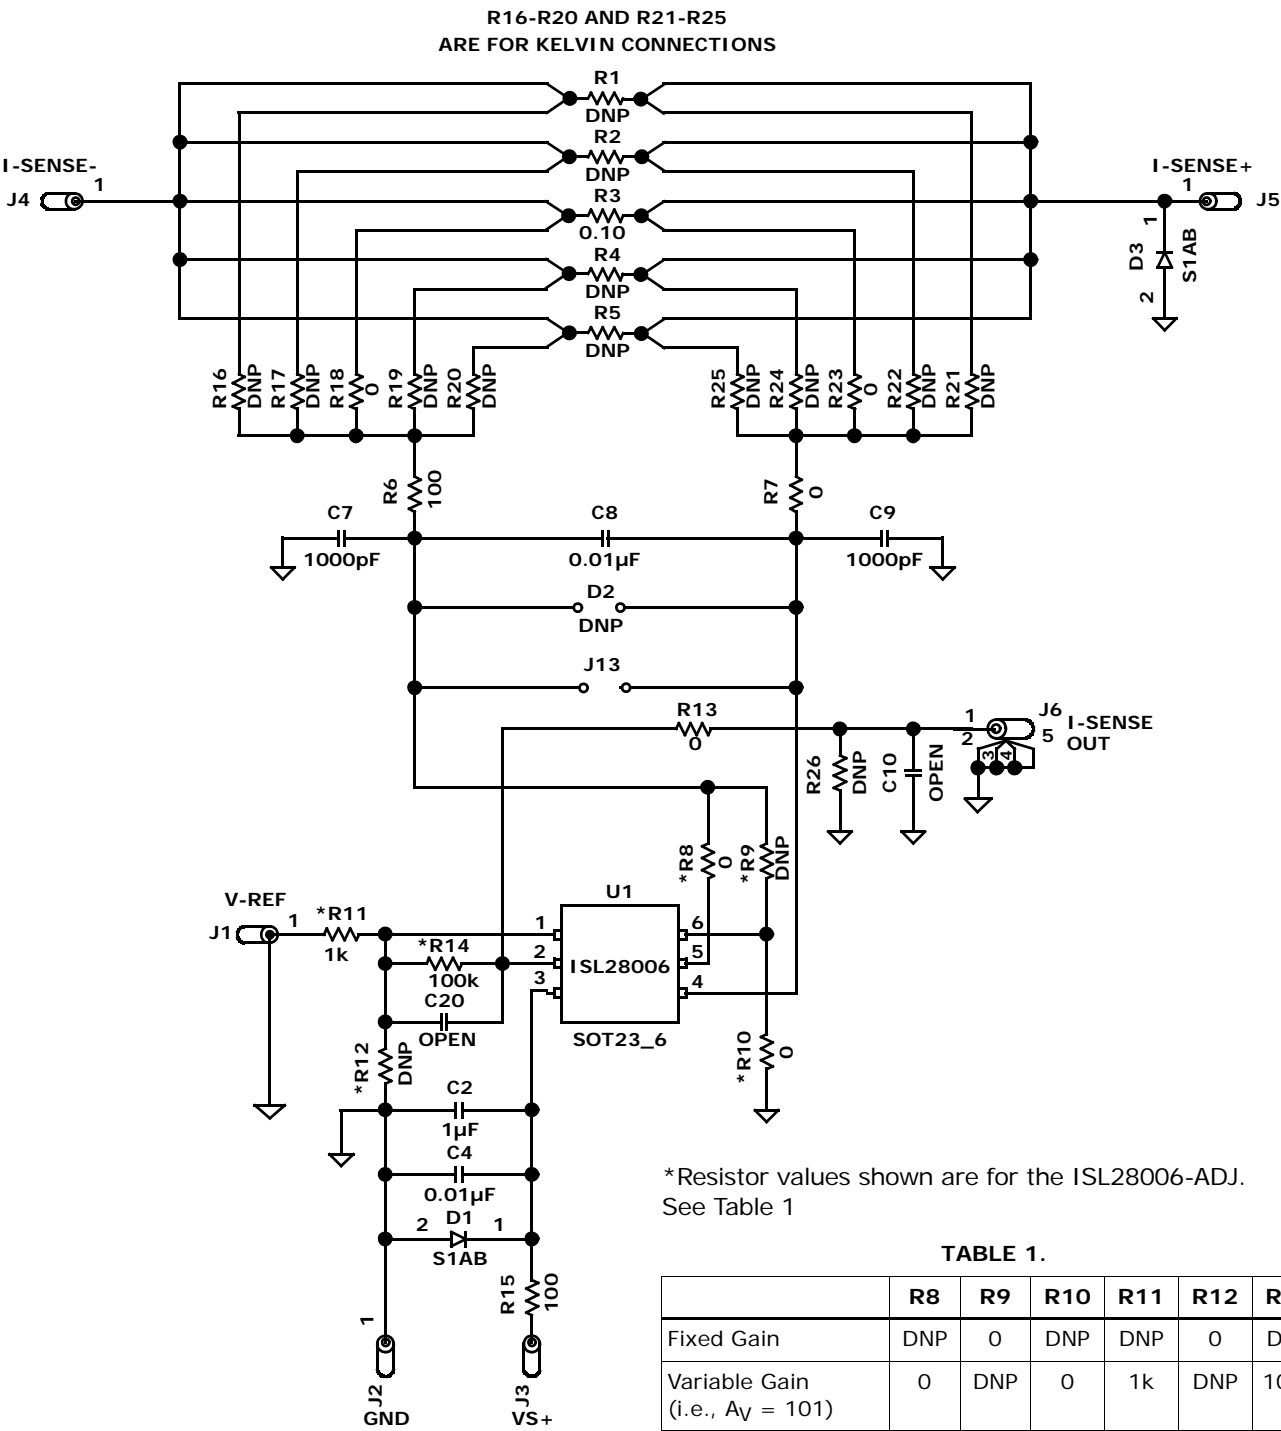 R16-R20 AND R21-R25
ARE FOR KELVIN CONNECTIONS
R1
DNP
R2
DNP
I-SENSE-
J4
1
R3
0.10
I-SENSE+
1
J5
R4
DNP
D3
1
2
S1AB
R5
DNP
R16
DNP
R17
DNP
R18
0
R19
DNP
R20
DNP
R25
DNP
R24
DNP
R23
0
R22
DNP
R21
DNP
R6
100
R7
0
C7
1000pF
C8
0.01µF
C9
1000pF
D2
DNP
J13
R13
0
1
2
3
4
5
J6
I-SENSE
OUT
R26
DNP
C10
OPEN
*R8
0
*R9
DNP
V-REF
J1
1
*R11
1k
*R14
100k
C20
OPEN
U1
1
2
3
ISL28006
6
5
4
SOT23_6
*R12
DNP
*R10
0
C2
1µF
C4
0.01µF
2
D1
1
S1AB
R15
100
1
J2
GND
J3
VS+
*Resistor values shown are for the ISL28006-ADJ.
See Table 1
TABLE 1.
R8 R9 R10 R11 R12
Fixed Gain DNP 0 DNP DNP 0
Variable Gain 0 DNP 0 1k DNP
(i.e., AV = 101)